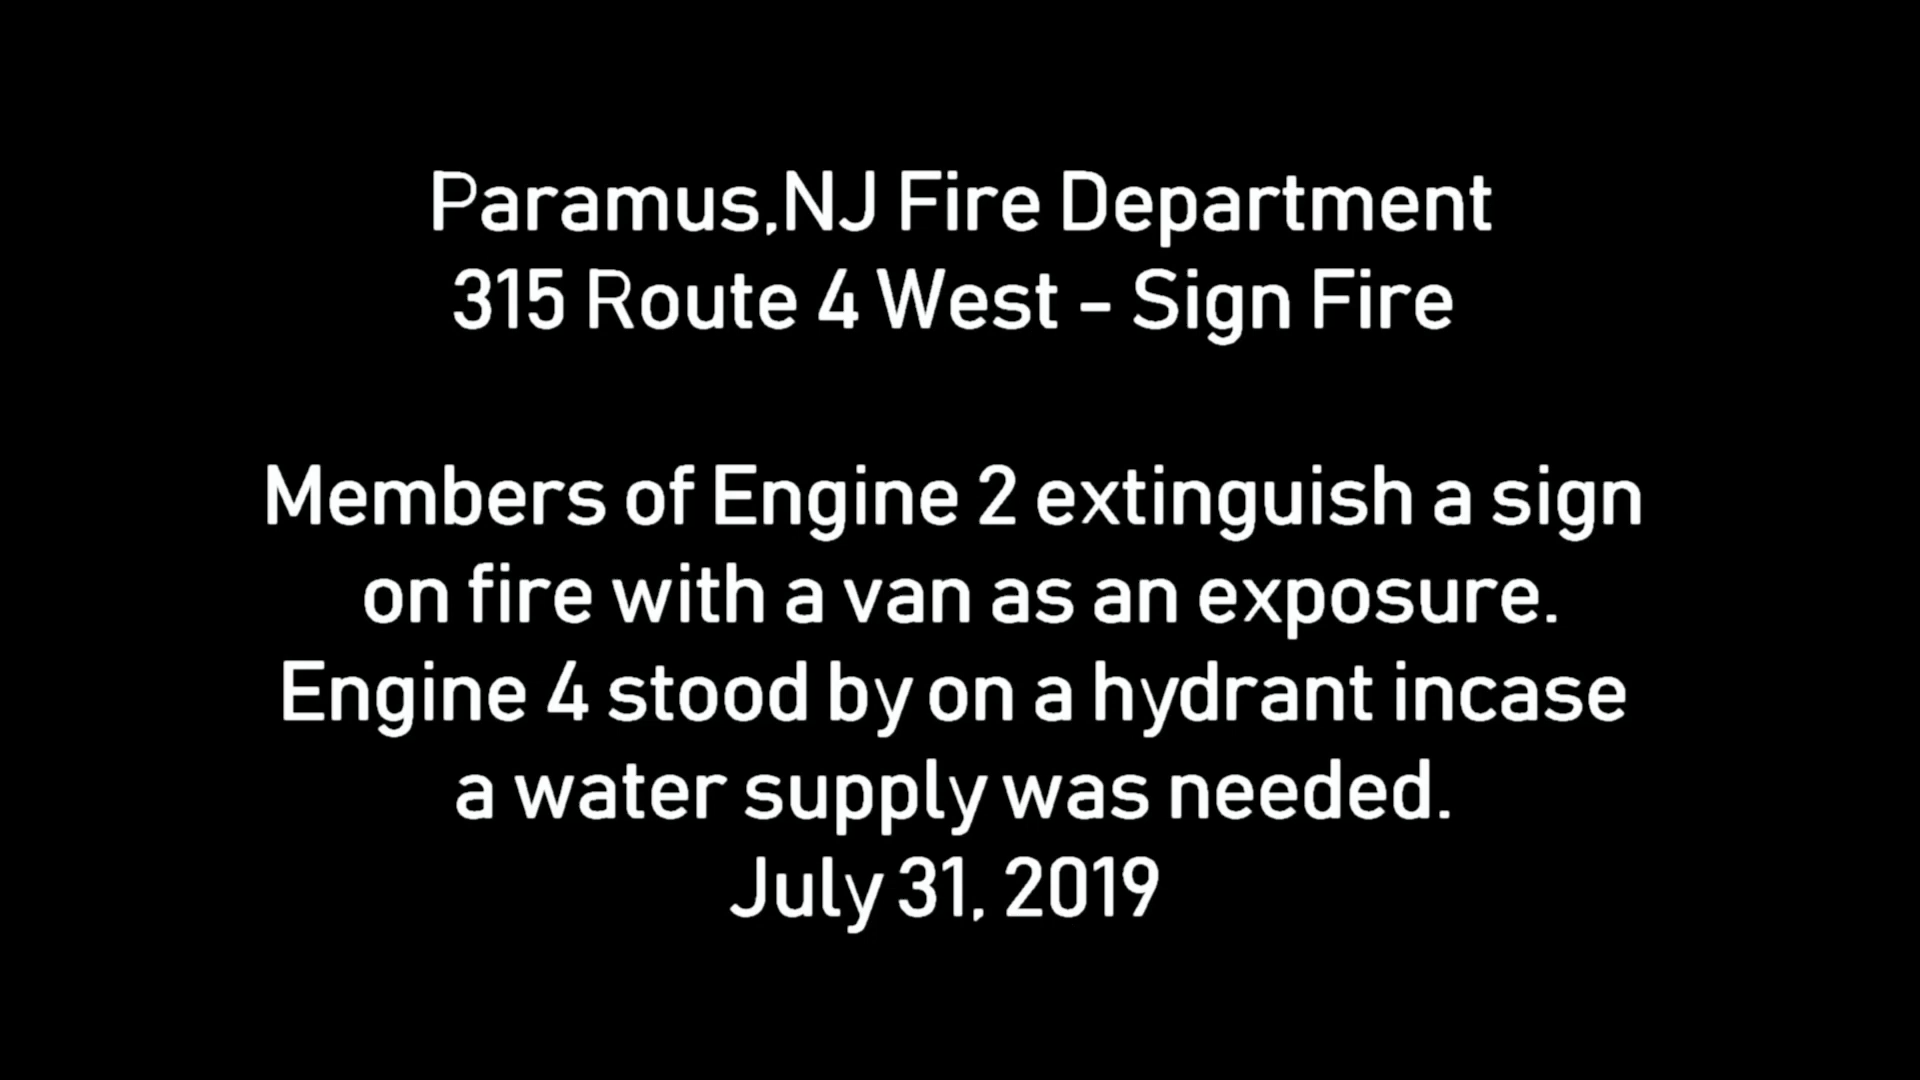 Paramus,NJ Fire Department
315 Route 4 West - Sign Fire
Members of Engine 2 extinguish a sign
on fire with a van as an exposure.
Engine 4 stood by on a hydrant incase
a water supply was needed.
July 31, 2019